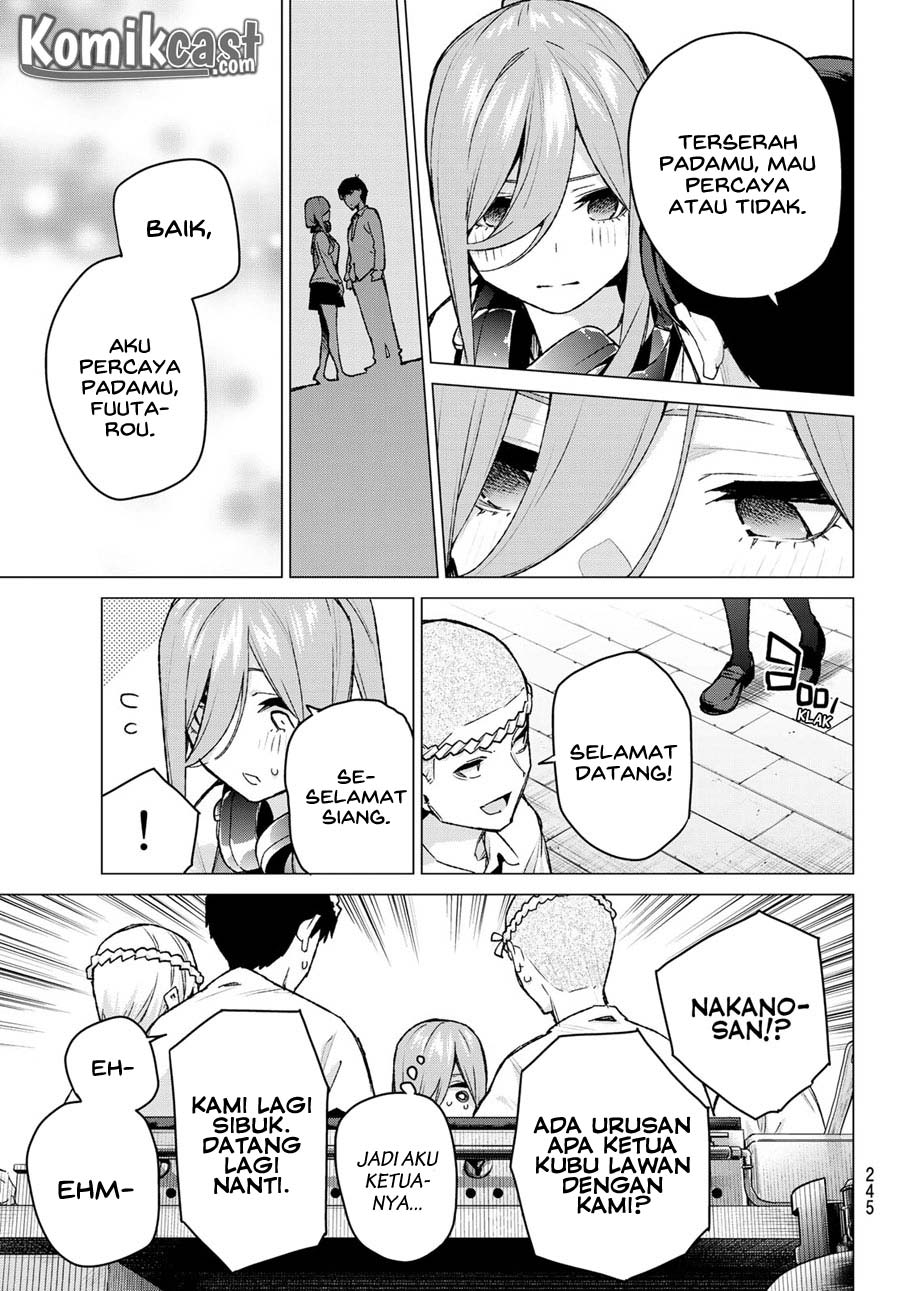 Komikcast
.com
TERSERAH
PADAMU, MAU
PERCAYA
ATAU TIDAK.
BAIK,
AKU
PERCAYA
PADAMU,
FUUTA-
ROU.
KLAK
SELAMAT
DATANG!
SE-
SELAMAT
SIANG.
!
NAKANO-
SAN!?
ADA URUSAN
APA KETUA
KUBU LAWAN
DENGAN
KAMI?
JADI AKU
KETUA-
NYA...
KAMI LAGI
SIBUK.
DATANG
LAGI
NANTI.
EH-
EHM-
245